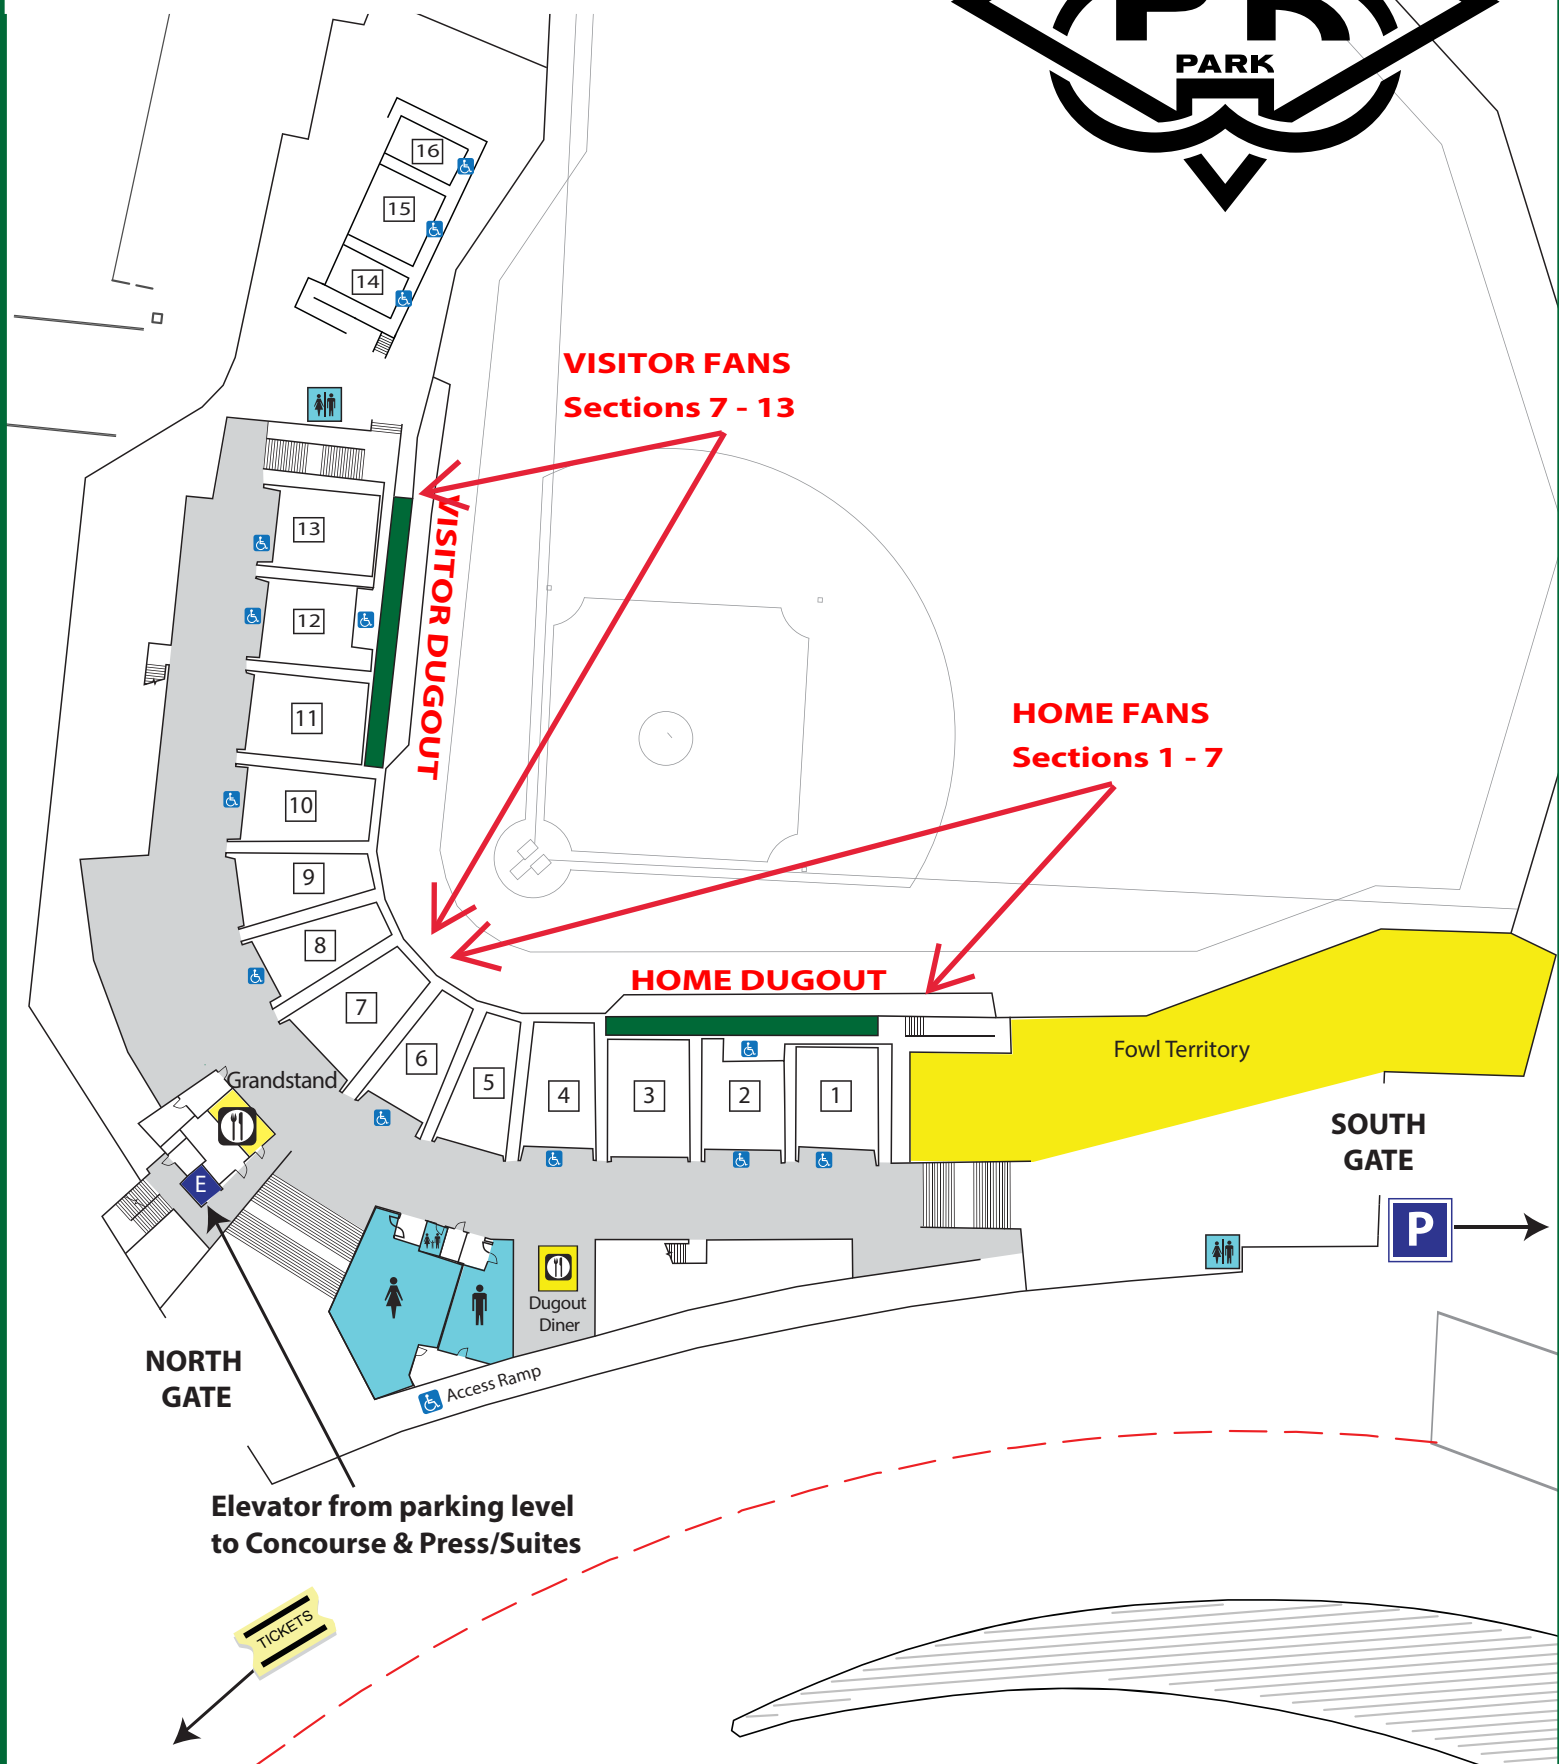 PARK
16
15
14
VISITOR FANS
Sections 7 - 13
13
12
11
10
9
8
7
6
5
4
3
2
1
VISITOR DUGOUT
HOME FANS
Sections 1 - 7
HOME DUGOUT
Fowl Territory
Grandstand
E
SOUTH
GATE
P
Dugout
Diner
NORTH
GATE
Access Ramp
Elevator from parking level
to Concourse & Press/Suites
TICKETS